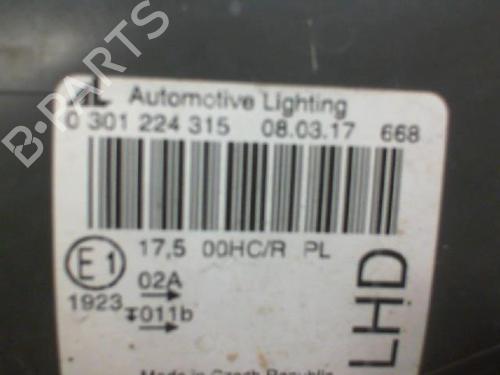 AL Automotive Lighting
0 301 224 315 08.03.17 668
17,5 00HC/R PL
E1
02A
1923
011b
LHD
Made in Czech Republic
B-PARTS